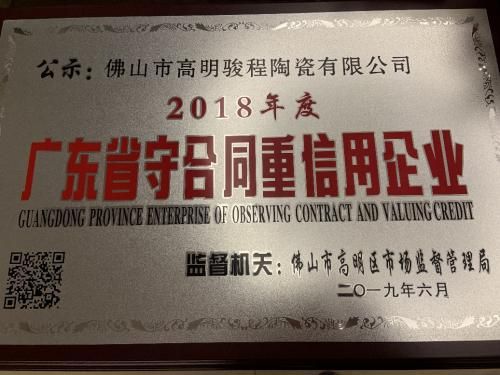 公示：佛山市高明骏程陶瓷有限公司
2018年度
广东省守合同重信用企业
GUANGDONG PROVINCE ENTERPRISE OF OBSERVING CONTRACT AND VALUING CREDIT
监督机关：佛山市高明区市场监督管理局
二〇一九年六月